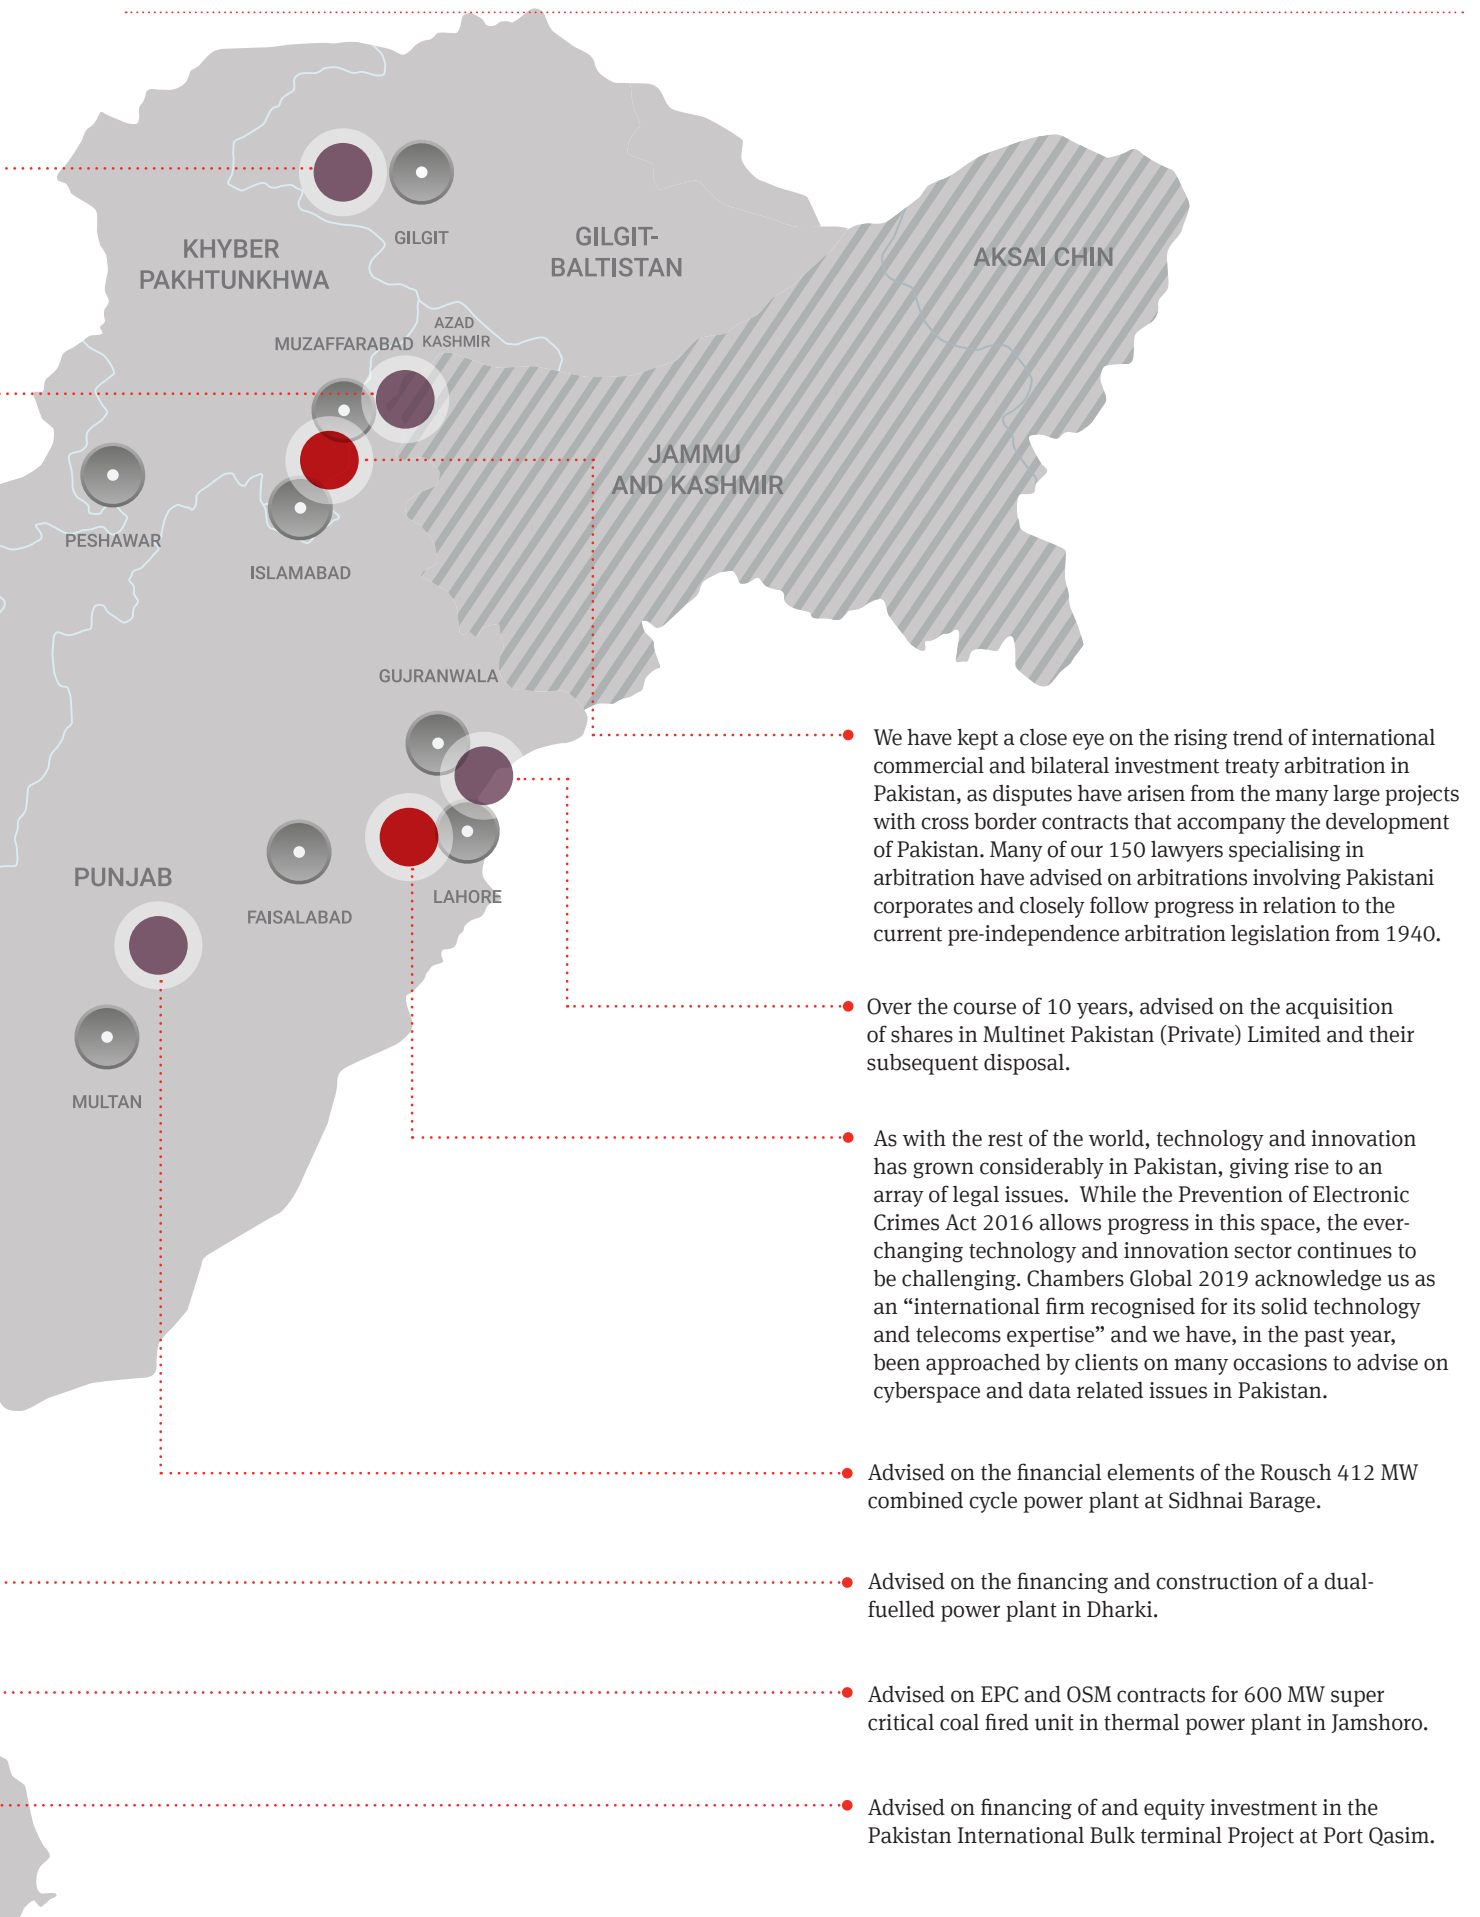 GILGIT
KHYBER
PAKHTUNKHWA
GILGIT-
BALTISTAN
AKSAI CHIN
AZAD
KASHMIR
MUZAFFARABAD
JAMMU
AND KASHMIR
PESHAWAR
ISLAMABAD
GUJRANWALA
PUNJAB
FAISALABAD
LAHORE
MULTAN
We have kept a close eye on the rising trend of international
commercial and bilateral investment treaty arbitration in
Pakistan, as disputes have arisen from the many large projects
with cross border contracts that accompany the development
of Pakistan. Many of our 150 lawyers specialising in
arbitration have advised on arbitrations involving Pakistani
corporates and closely follow progress in relation to the
current pre-independence arbitration legislation from 1940.
Over the course of 10 years, advised on the acquisition
of shares in Multinet Pakistan (Private) Limited and their
subsequent disposal.
As with the rest of the world, technology and innovation
has grown considerably in Pakistan, giving rise to an
array of legal issues.  While the Prevention of Electronic
Crimes Act 2016 allows progress in this space, the ever-
changing technology and innovation sector continues to
be challenging. Chambers Global 2019 acknowledge us as
an “international firm recognised for its solid technology
and telecoms expertise” and we have, in the past year,
been approached by clients on many occasions to advise on
cyberspace and data related issues in Pakistan.
Advised on the financial elements of the Rousch 412 MW
combined cycle power plant at Sidhnai Barage.
Advised on the financing and construction of a dual-
fuelled power plant in Dharki.
Advised on EPC and OSM contracts for 600 MW super
critical coal fired unit in thermal power plant in Jamshoro.
Advised on financing of and equity investment in the
Pakistan International Bulk terminal Project at Port Qasim.